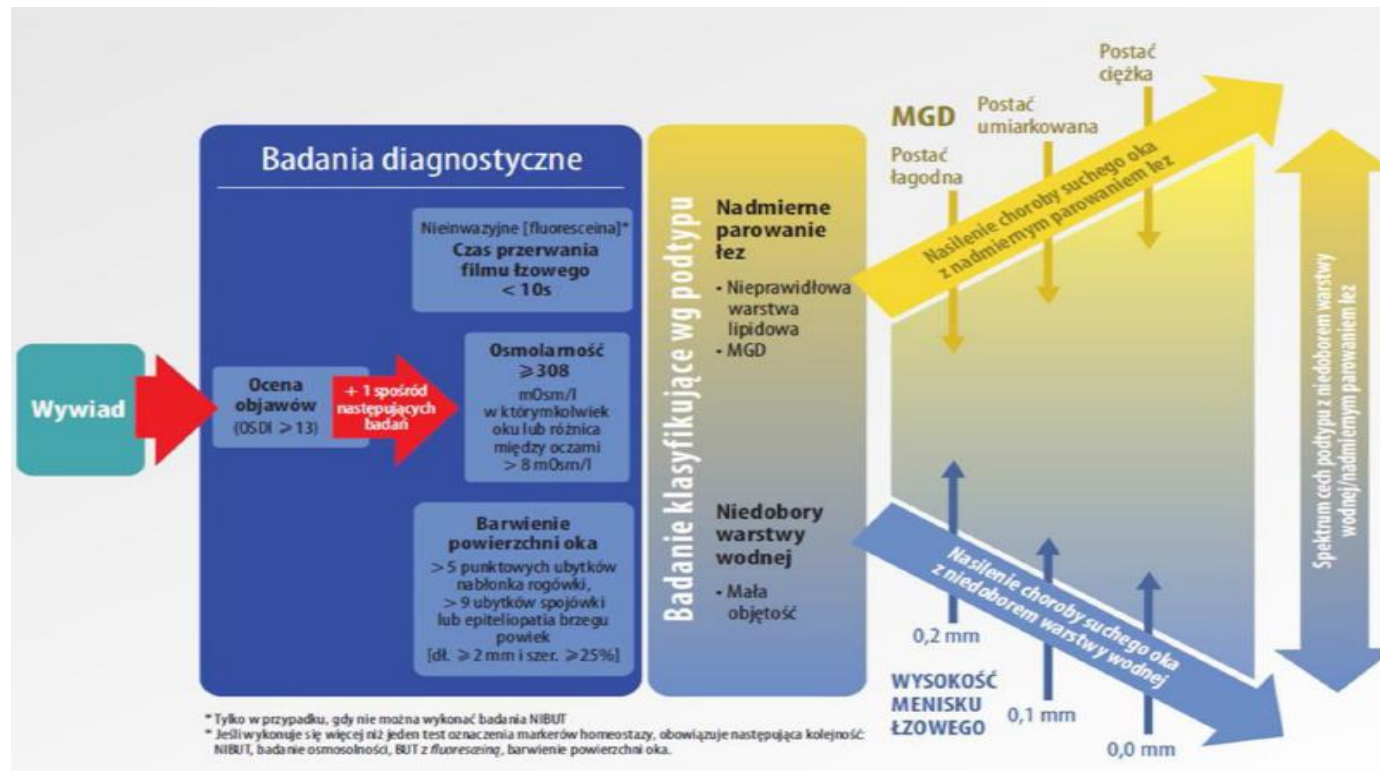 Wywiad
Badania diagnostyczne
Ocena
objawów
(OSDI ⩾ 13)
+ 1 spośród
następujących
badań
Nieinwazyjne [fluoresceina]*
Czas przerwania
filmu łzowego
< 10s
Osmolarność
⩾ 308
mOsm/l
w którymkolwiek
oku lub różnica
między oczami
> 8 mOsm/l
Barwienie
powierzchni oka
> 5 punktowych ubytków
nabłonka rogówki,
> 9 ubytków spojówki
lub epiteliopatia brzegu
powiek
[dł. ⩾ 2 mm i szer. ⩾ 25%]
Badanie klasyfikujące wg podtypu
Nadmierne
parowanie
łez
• Nieprawidłowa
warstwa
lipidowa
• MGD
Niedobory
warstwy
wodnej
• Mała
objętość
MGD
Postać
łagodna
Postać
umiarkowana
Postać
ciężka
Nasilenie choroby suchego oka
z nadmiernym parowaniem łez
Nasilenie choroby suchego oka
z niedoborem warstwy wodnej
0,2 mm
WYSOKOŚĆ
MENISKU
ŁZOWEGO
0,1 mm
0,0 mm
Spektrum cech podtypu z niedoborem warstwy
wodnej/nadmiernym parowaniem łez
* Tylko w przypadku, gdy nie można wykonać badania NIBUT
* Jeśli wykonuje się więcej niż jeden test oznaczenia markerów homeostazy, obowiązuje następująca kolejność:
NIBUT, badanie osmolności, BUT z fluoresceiną, barwienie powierzchni oka.